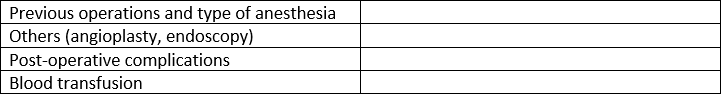 Previous operations and type of anesthesia
Others (angioplasty, endoscopy)
Post-operative complications
Blood transfusion